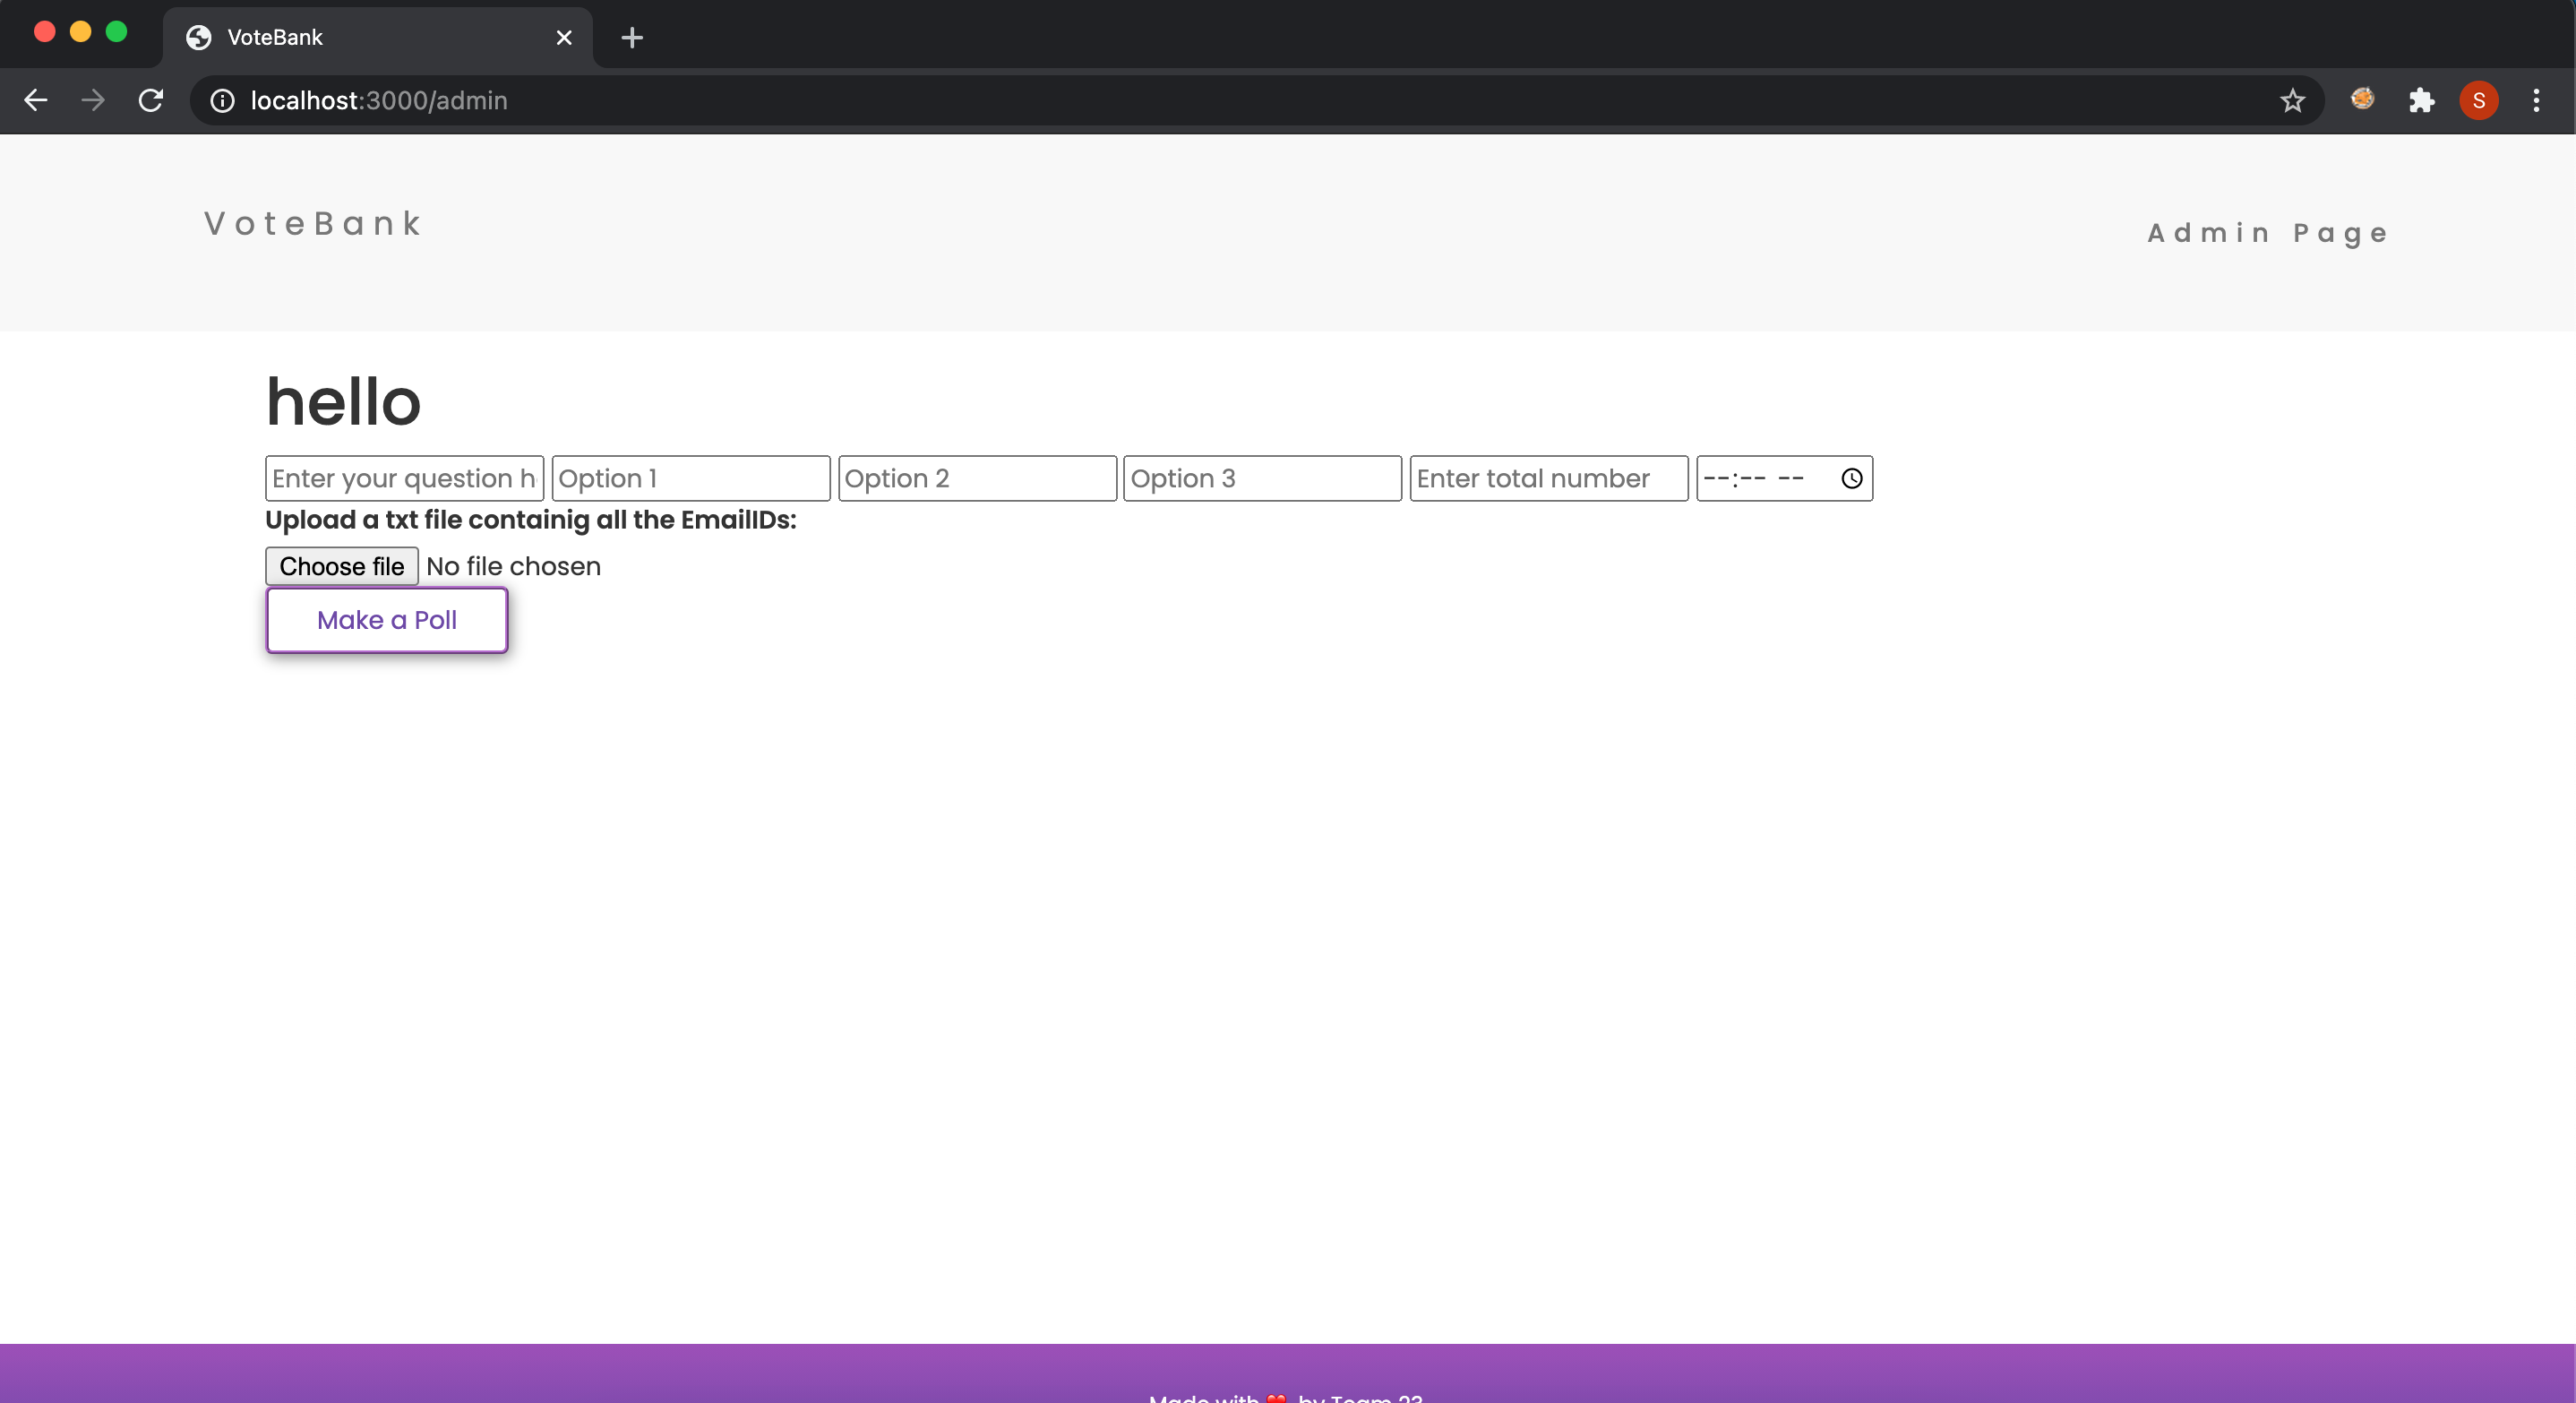 VoteBank
localhost:3000/admin
S
VoteBank
Admin Page
hello
Enter your question h
Option 1
Option 2
Option 3
Enter total number
--:-- --
Upload a txt file containig all the EmailIDs:
Choose file No file chosen
Make a Poll
Made with ❤️ by Team 23